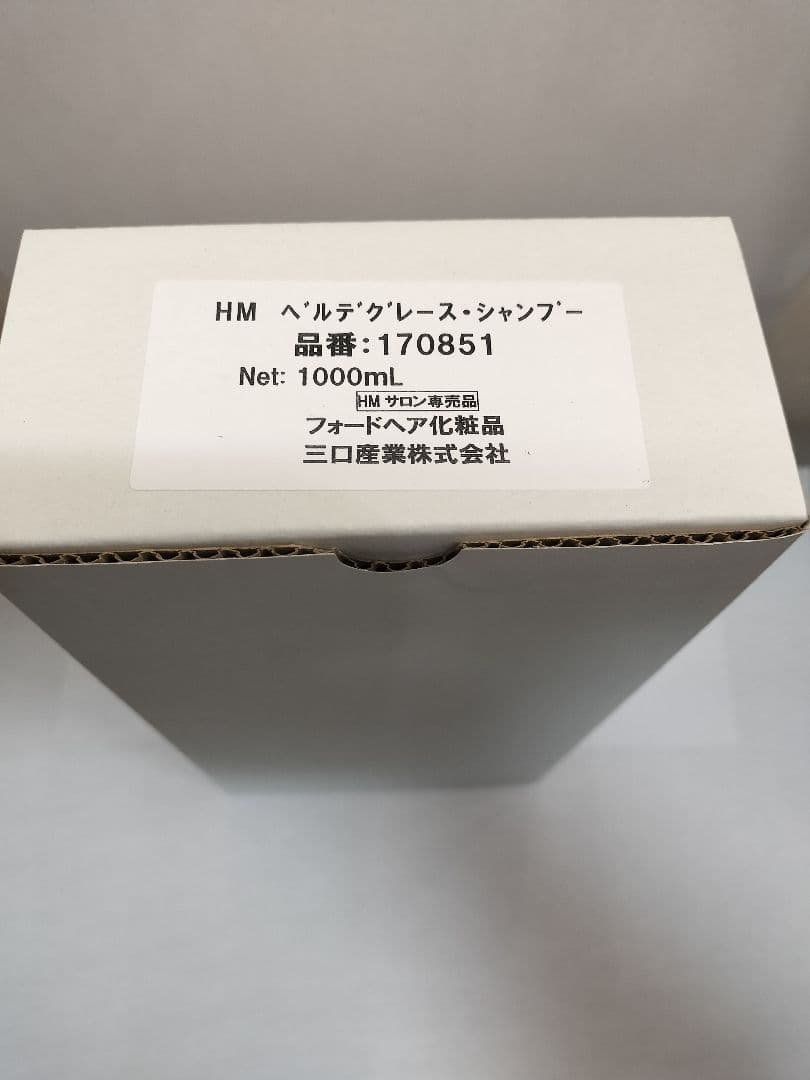 HM ﾍﾞﾙﾃﾞｸﾞﾚｰｽ・ｼｬﾝﾌﾟｰ
品番：170851
Net: 1000mL
HM サロン専売品
フォードヘア化粧品
三口産業株式会社